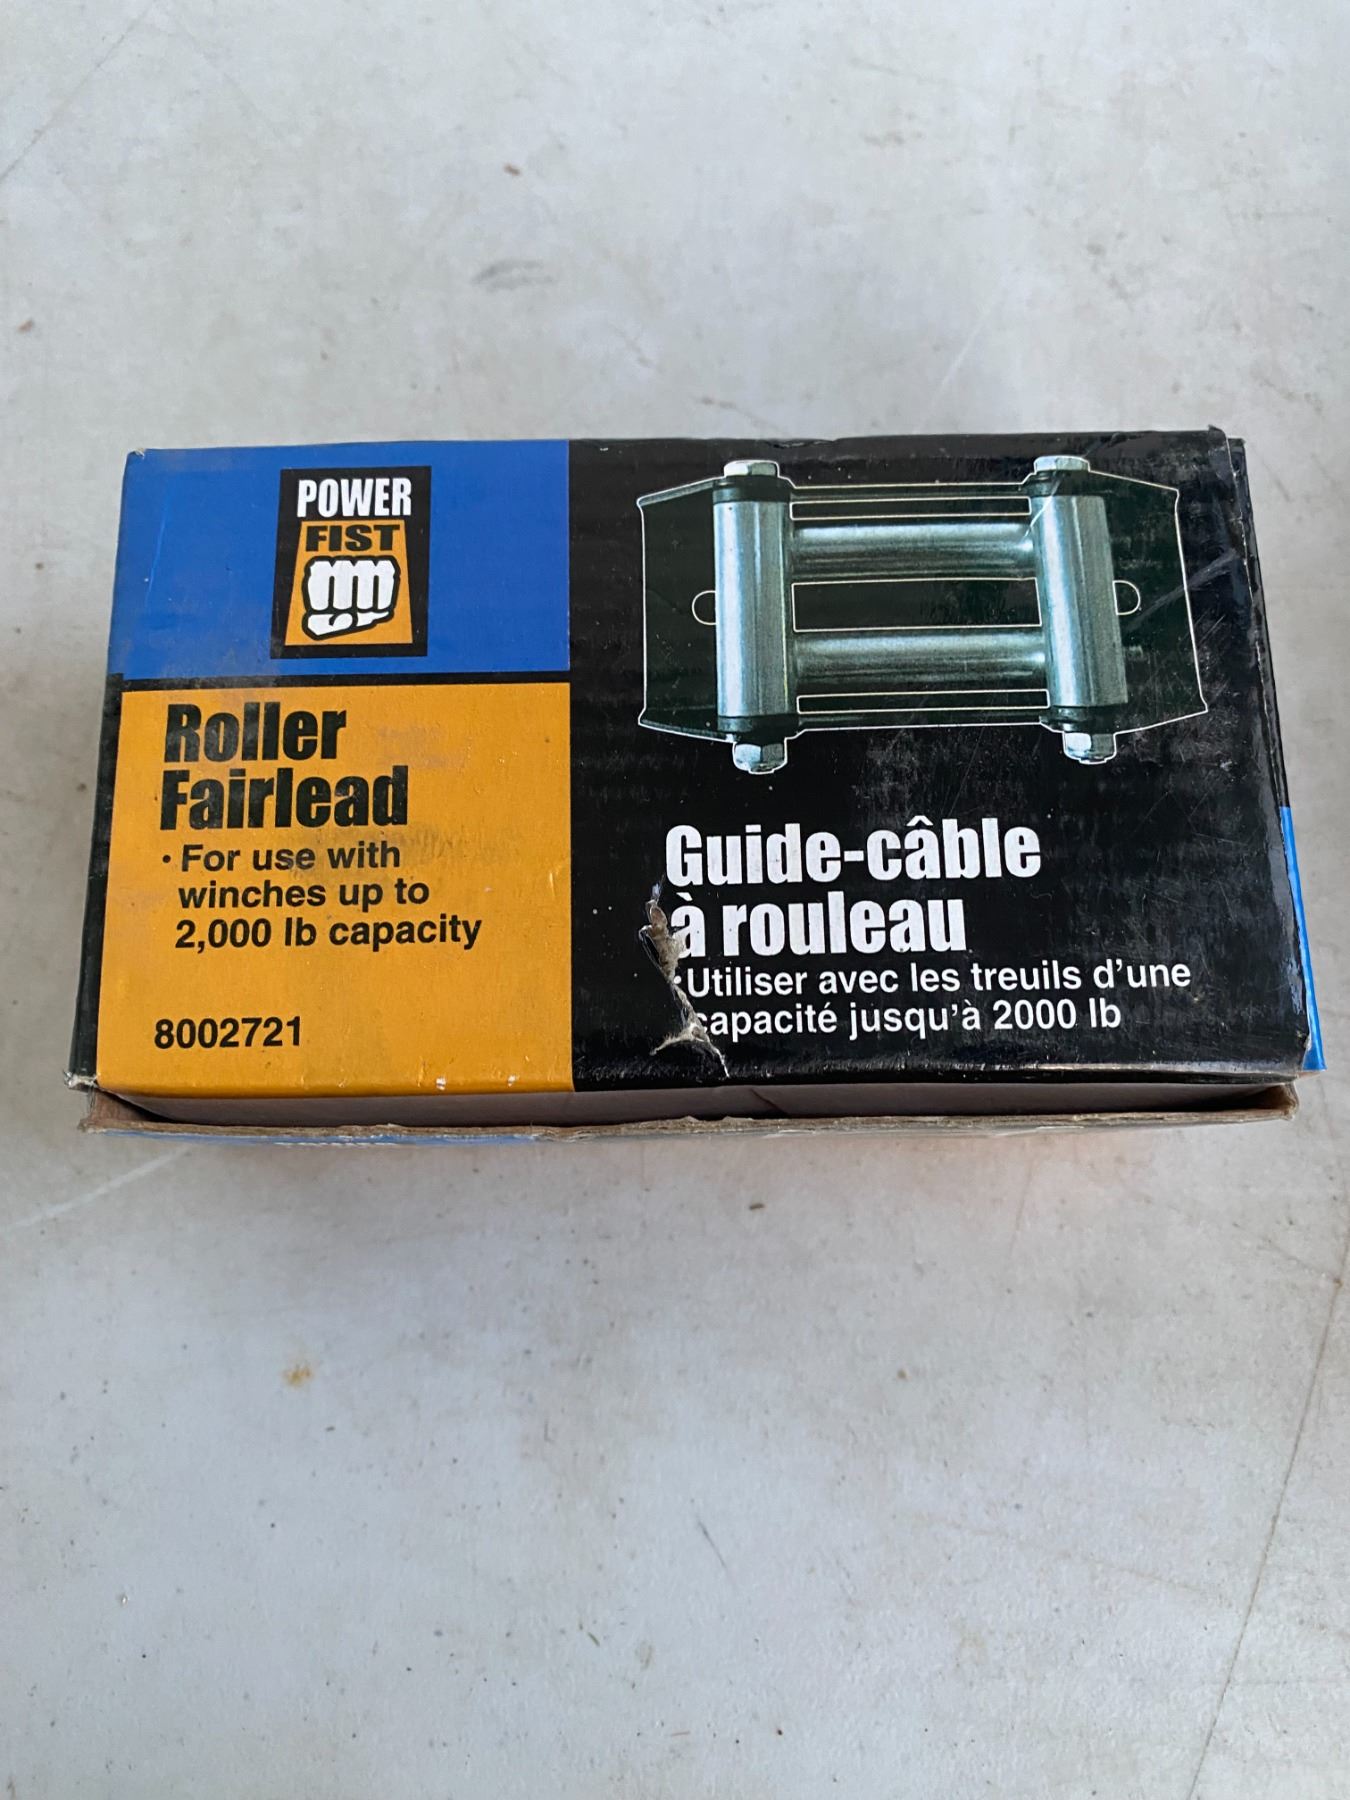 POWER
FIST
Roller
Fairlead
• For use with
winches up to
2,000 lb capacity
8002721
Guide-câble
à rouleau
• Utiliser avec les treuils d'une
capacité jusqu'à 2000 lb